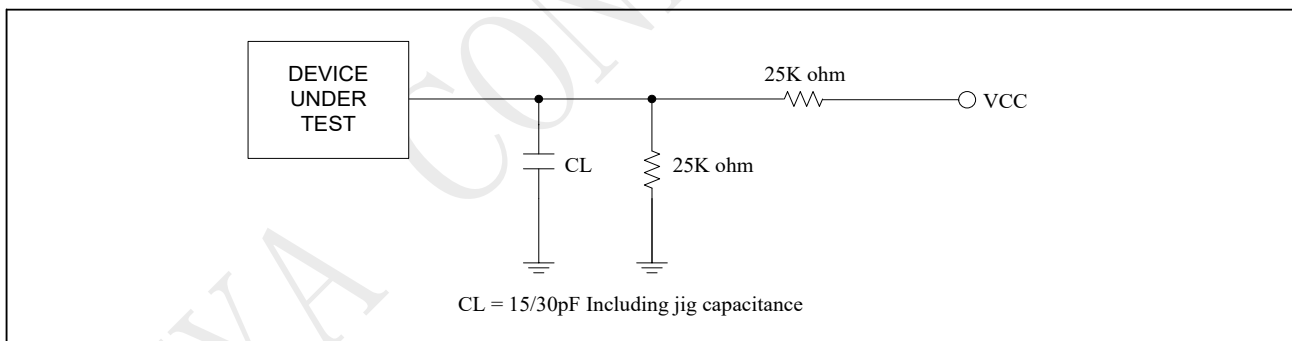 DEVICE
UNDER
TEST
25K ohm
VCC
CL
25K ohm
CL = 15/30pF Including jig capacitance